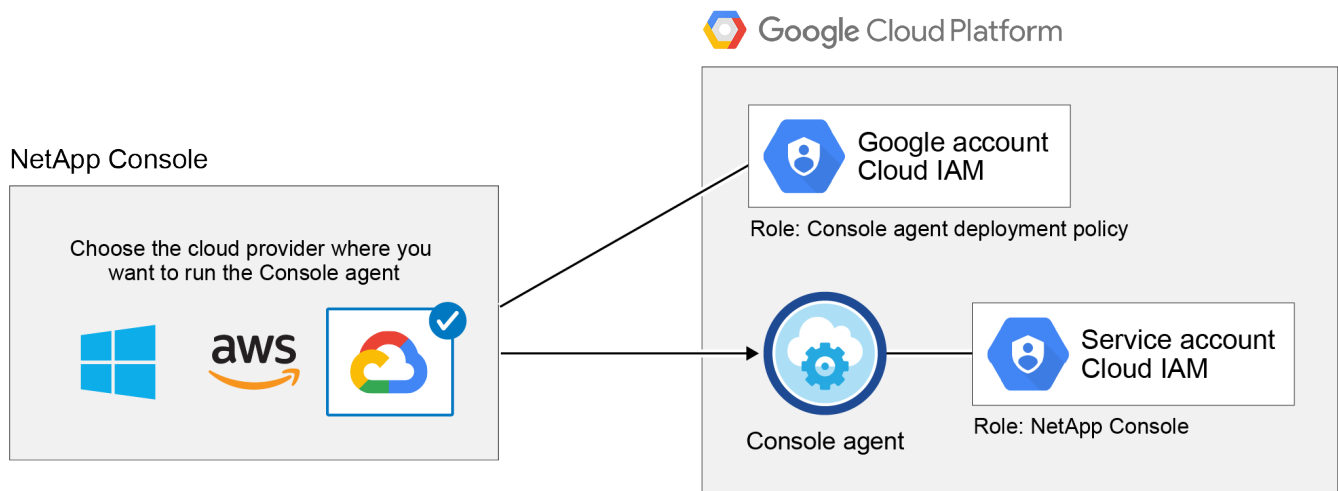 Google Cloud Platform
NetApp Console
Choose the cloud provider where you
want to run the Console agent
aws
Google account
Cloud IAM
Role: Console agent deployment policy
Console agent
Service account
Cloud IAM
Role: NetApp Console